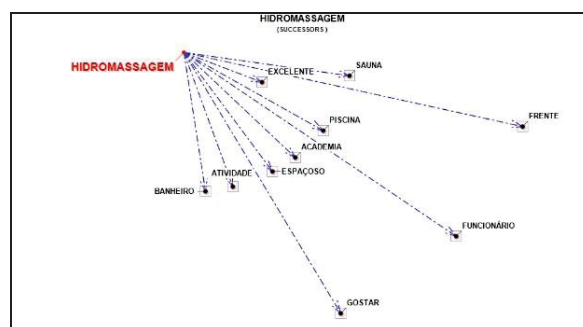 HIDROMASSAGEM
(SUCCESSORS)
HIDROMASSAGEM
SAUNA
EXCELENTE
FRENTE
PISCINA
ACADEMIA
ESPAÇOSO
ATIVIDADE
BANHEIRO
FUNCIONÁRIO
GOSTAR